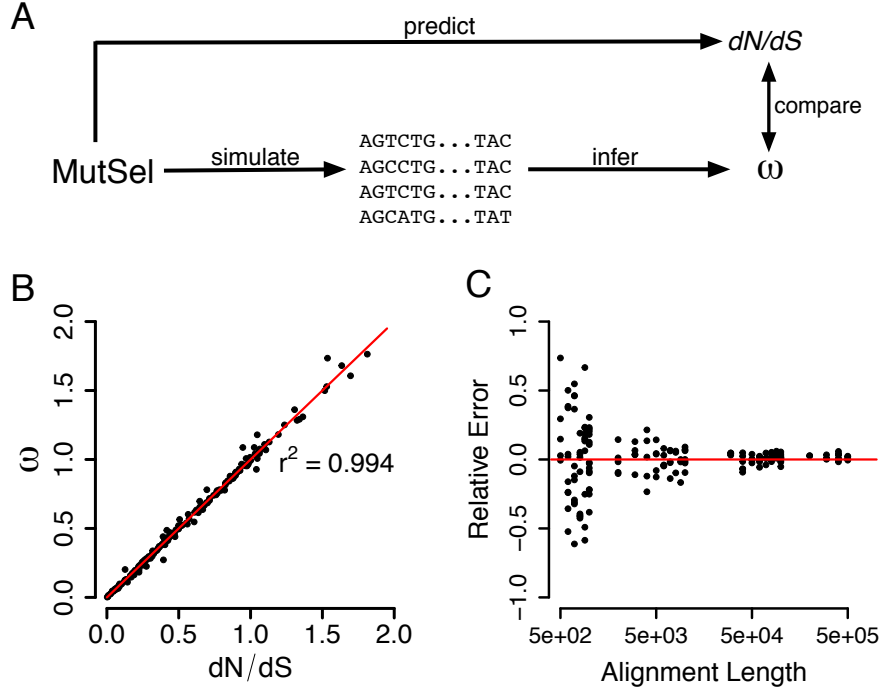 A
predict
dN/dS
compare
MutSel
simulate
AGTCTG...TAC
AGCCTG...TAC
AGTCTG...TAC
AGCATG...TAT
infer
ω
B
ω
2.0
1.5
1.0
0.5
0.0
r² = 0.994
0.0 0.5 1.0 1.5 2.0
dN/dS
C
Relative Error
1.0
0.5
0.0
−0.5
−1.0
5e+02 5e+03 5e+04 5e+05
Alignment Length